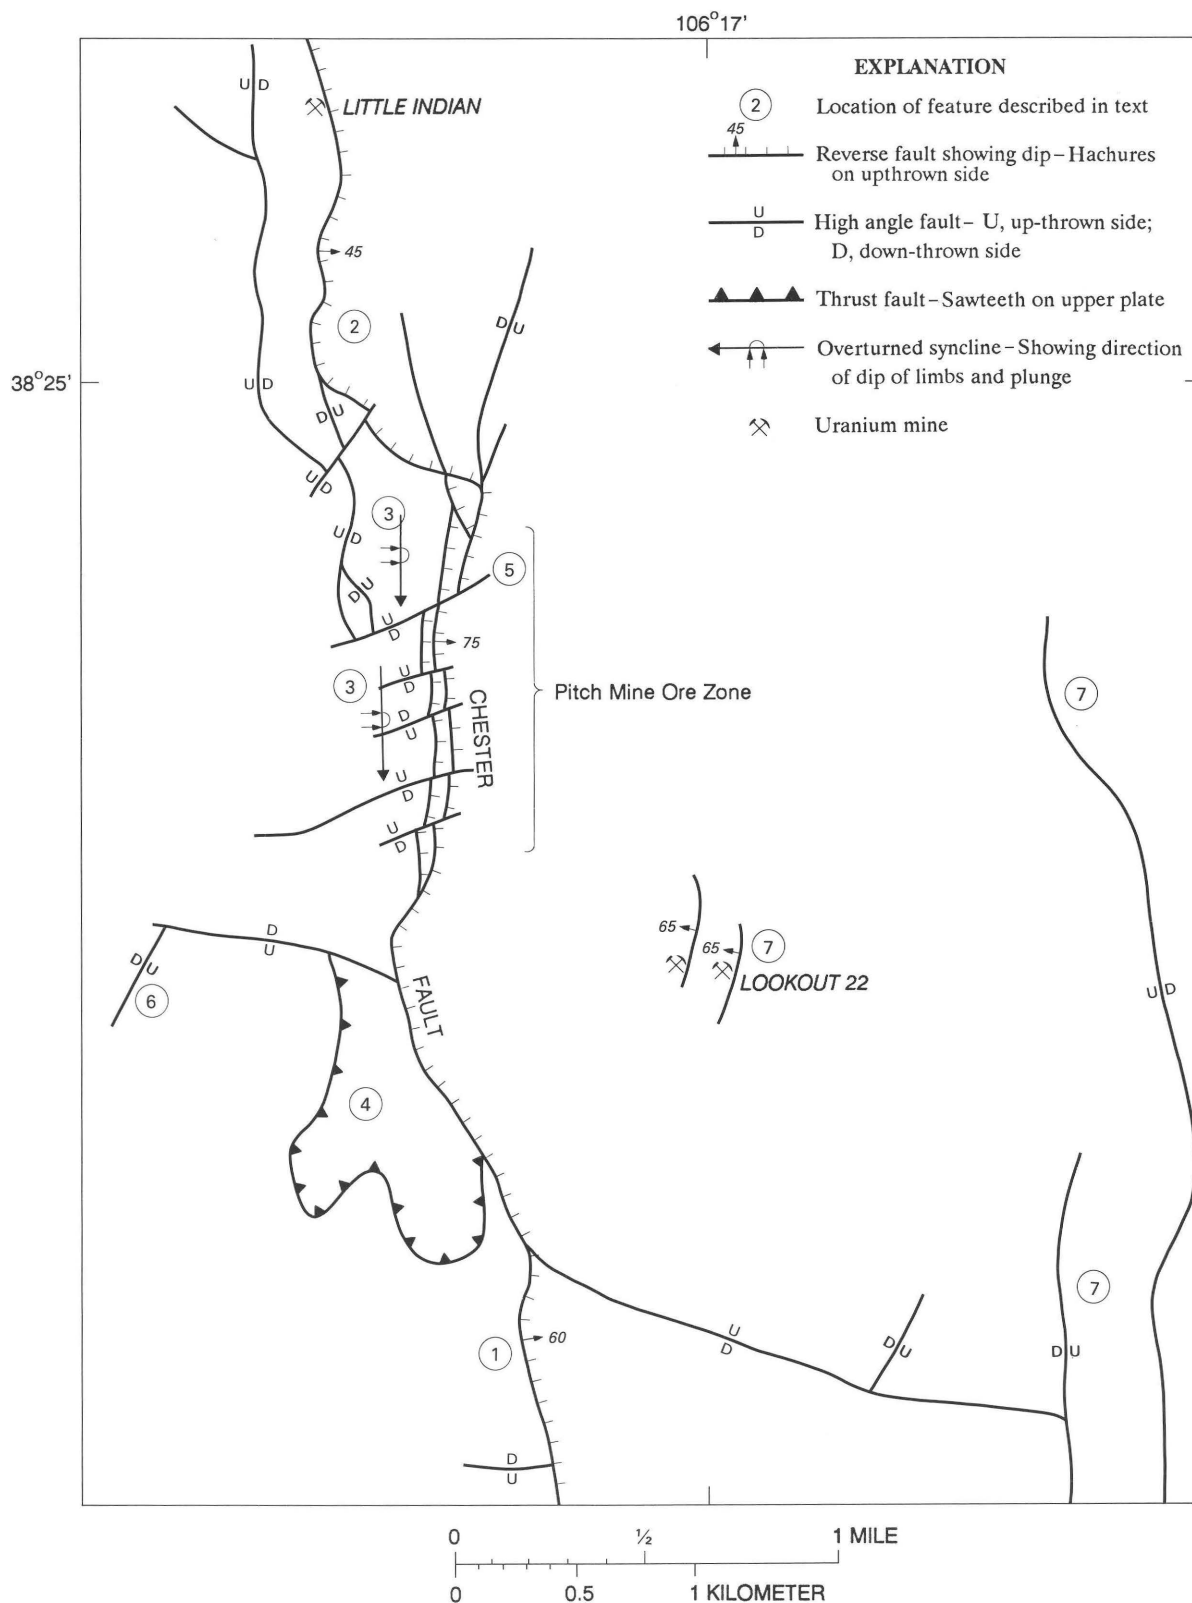 106°17'
EXPLANATION
2 Location of feature described in text
45
Reverse fault showing dip – Hachures
on upthrown side
U
D
High angle fault – U, up-thrown side;
D, down-thrown side
Thrust fault – Sawteeth on upper plate
Overturned syncline – Showing direction
of dip of limbs and plunge
Uranium mine
U D
LITTLE INDIAN
45
2
D U
38°25'
U D
D U
U D
3
U D
5
D U
U
D
75
3
U
D
D
U
CHESTER
Pitch Mine Ore Zone
7
U
D
U
D
D
U
65
65
7
LOOKOUT 22
D U
6
FAULT
U D
4
7
1
60
U
D
D U
D U
D
U
0 ½ 1 MILE
0 0.5 1 KILOMETER